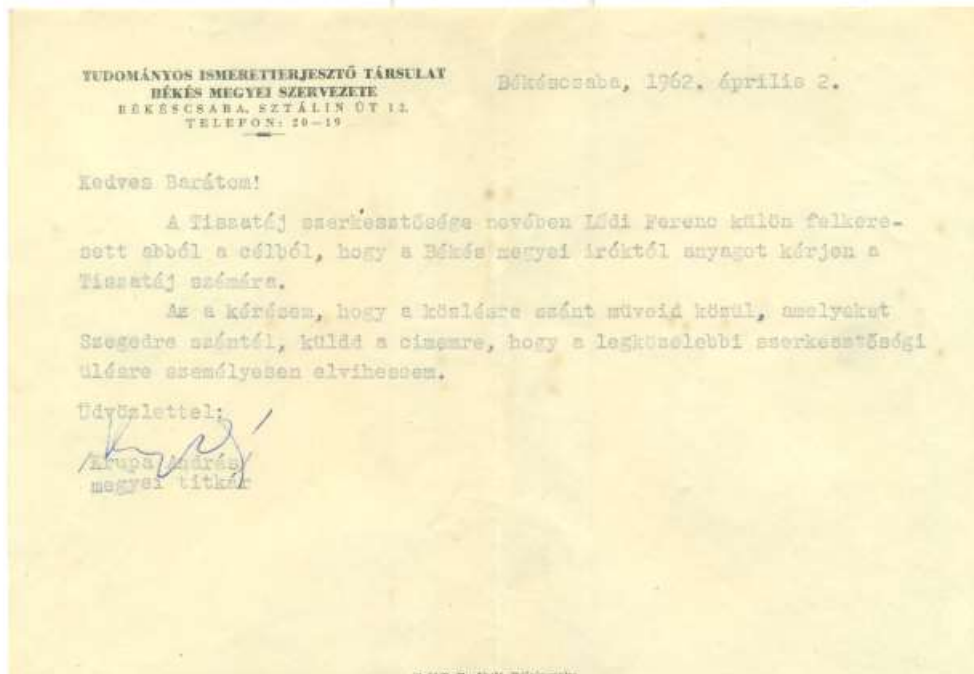 TUDOMÁNYOS ISMERETTERJESZTŐ TÁRSULAT
BÉKÉS MEGYEI SZERVEZETE
BÉKÉSCSABA, SZTÁLIN ÚT 12.
TELEFON: 20—19
Békéscsaba, 1962. április 2.
Kedves Barátom!
A Tiszatáj szerkesztősége nevében Lődi Ferenc külön felkere-
sett abból a célból, hogy a Békés megyei iróktól anyagot kérjen a
Tiszatáj számára.
Az a kérésem, hogy a közlésre szánt műveid közül, amelyeket
Szegedre szántál, küldd a cimemre, hogy a legközelebbi szerkesztőségi
ülésre személyesen elvihessem.
Üdvözlettel:
/Krupa András/
megyei titkár